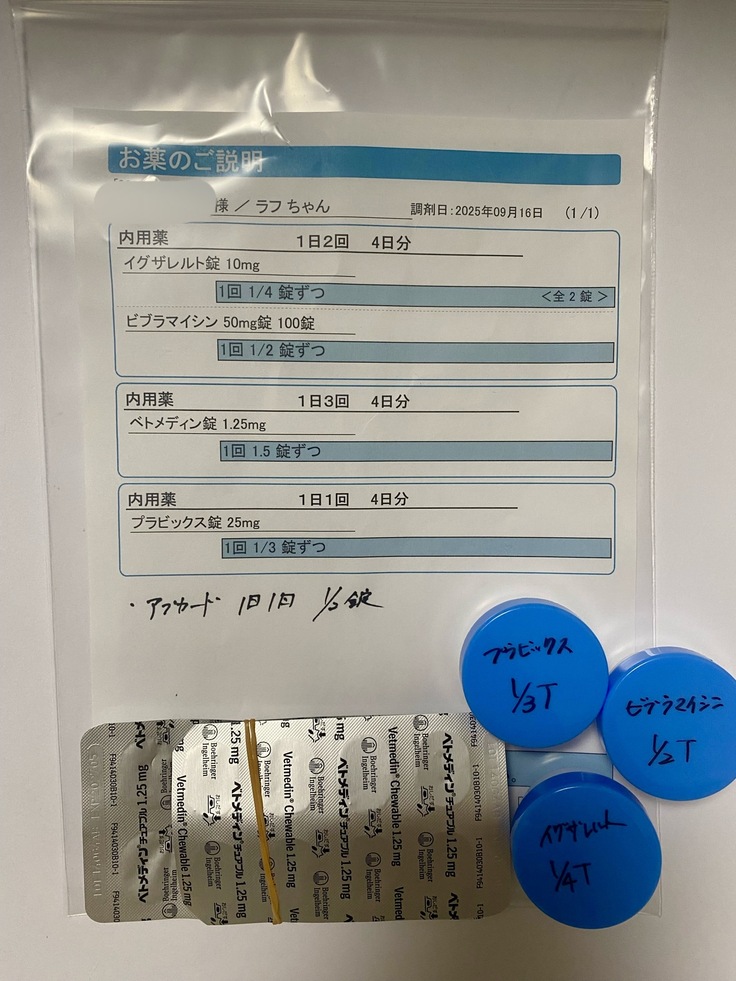 お薬のご説明
様 / ラフちゃん
調剤日:2025年09月16日 (1/1)
内用薬 1日2回 4日分
イグザレルト錠 10mg
1回 1/4 錠ずつ <全 2 錠>
ビブラマイシン 50mg錠 100錠
1回 1/2 錠ずつ
内用薬 1日3回 4日分
ベトメディン錠 1.25mg
1回 1.5 錠ずつ
内用薬 1日1回 4日分
プラビックス錠 25mg
1回 1/3 錠ずつ
・アプカード 1日1回 1/2錠
プラビックス
1/3T
ビブラマイシン
1/2T
イグザレルト
1/4T
Vetmedin® Chewable 1.25 mg
ベトメディン®チュアブル 1.25 mg
Boehringer
Ingelheim
F9414030B10-1